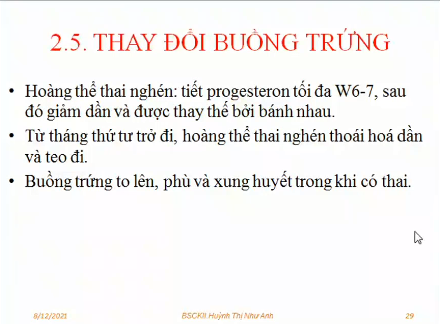 2.5. THAY ĐỔI BUỒNG TRỨNG
• Hoàng thể thai nghén: tiết progesteron tối đa W6-7, sau
đó giảm dần và được thay thế bởi bánh nhau.
• Từ tháng thứ tư trở đi, hoàng thể thai nghén thoái hoá dần
và teo đi.
• Buồng trứng to lên, phù và xung huyết trong khi có thai.
8/12/2021
BSCKII. Huỳnh Thị Như Anh
29